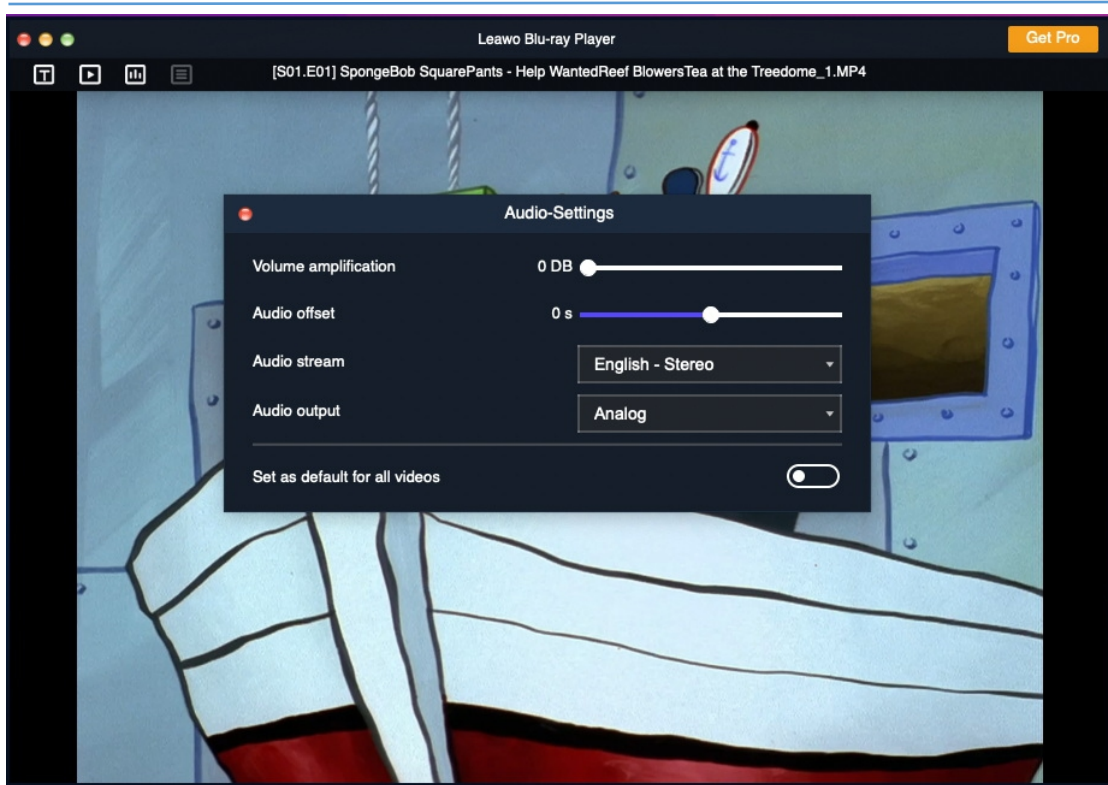 Leawo Blu-ray Player
Get Pro
T
[S01.E01] SpongeBob SquarePants - Help WantedReef BlowersTea at the Treedome_1.MP4
Audio-Settings
Volume amplification 0 DB
Audio offset 0 s
Audio stream English - Stereo
Audio output Analog
Set as default for all videos